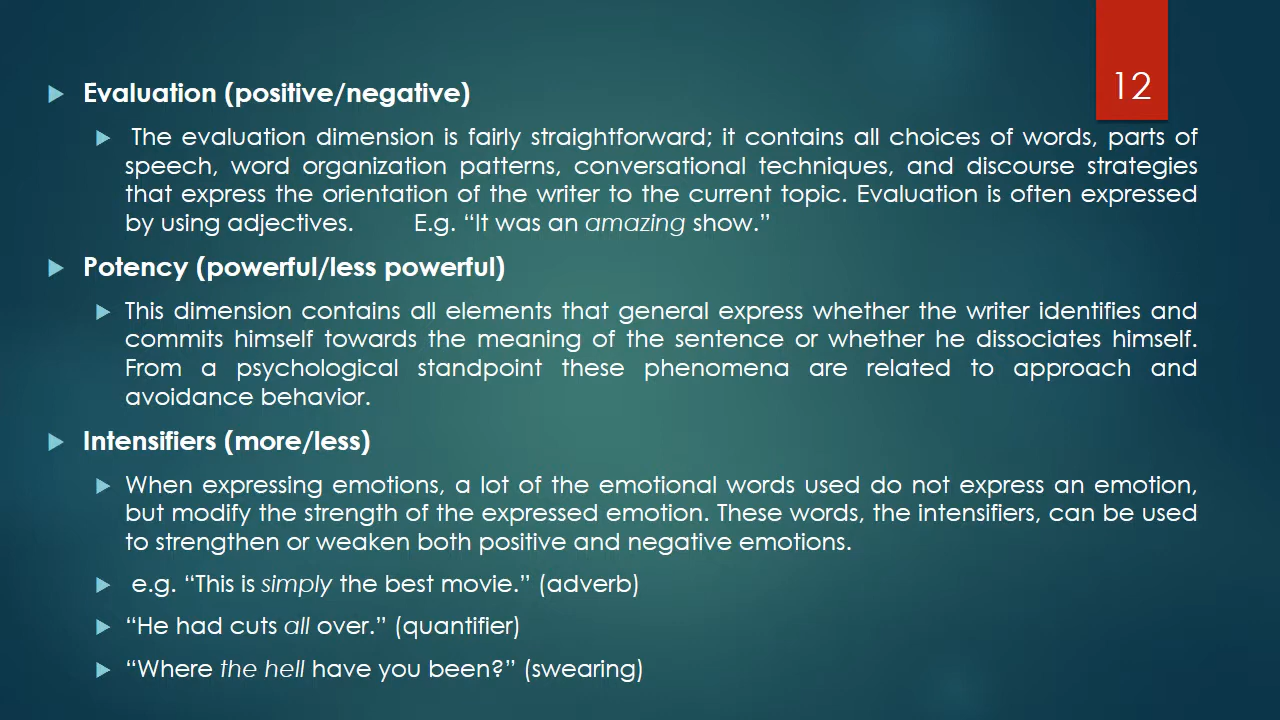 12
Evaluation (positive/negative)
The evaluation dimension is fairly straightforward; it contains all choices of words, parts of
speech, word organization patterns, conversational techniques, and discourse strategies
that express the orientation of the writer to the current topic. Evaluation is often expressed
by using adjectives. E.g. “It was an amazing show.”
Potency (powerful/less powerful)
This dimension contains all elements that general express whether the writer identifies and
commits himself towards the meaning of the sentence or whether he dissociates himself.
From a psychological standpoint these phenomena are related to approach and
avoidance behavior.
Intensifiers (more/less)
When expressing emotions, a lot of the emotional words used do not express an emotion,
but modify the strength of the expressed emotion. These words, the intensifiers, can be used
to strengthen or weaken both positive and negative emotions.
e.g. “This is simply the best movie.” (adverb)
“He had cuts all over.” (quantifier)
“Where the hell have you been?” (swearing)